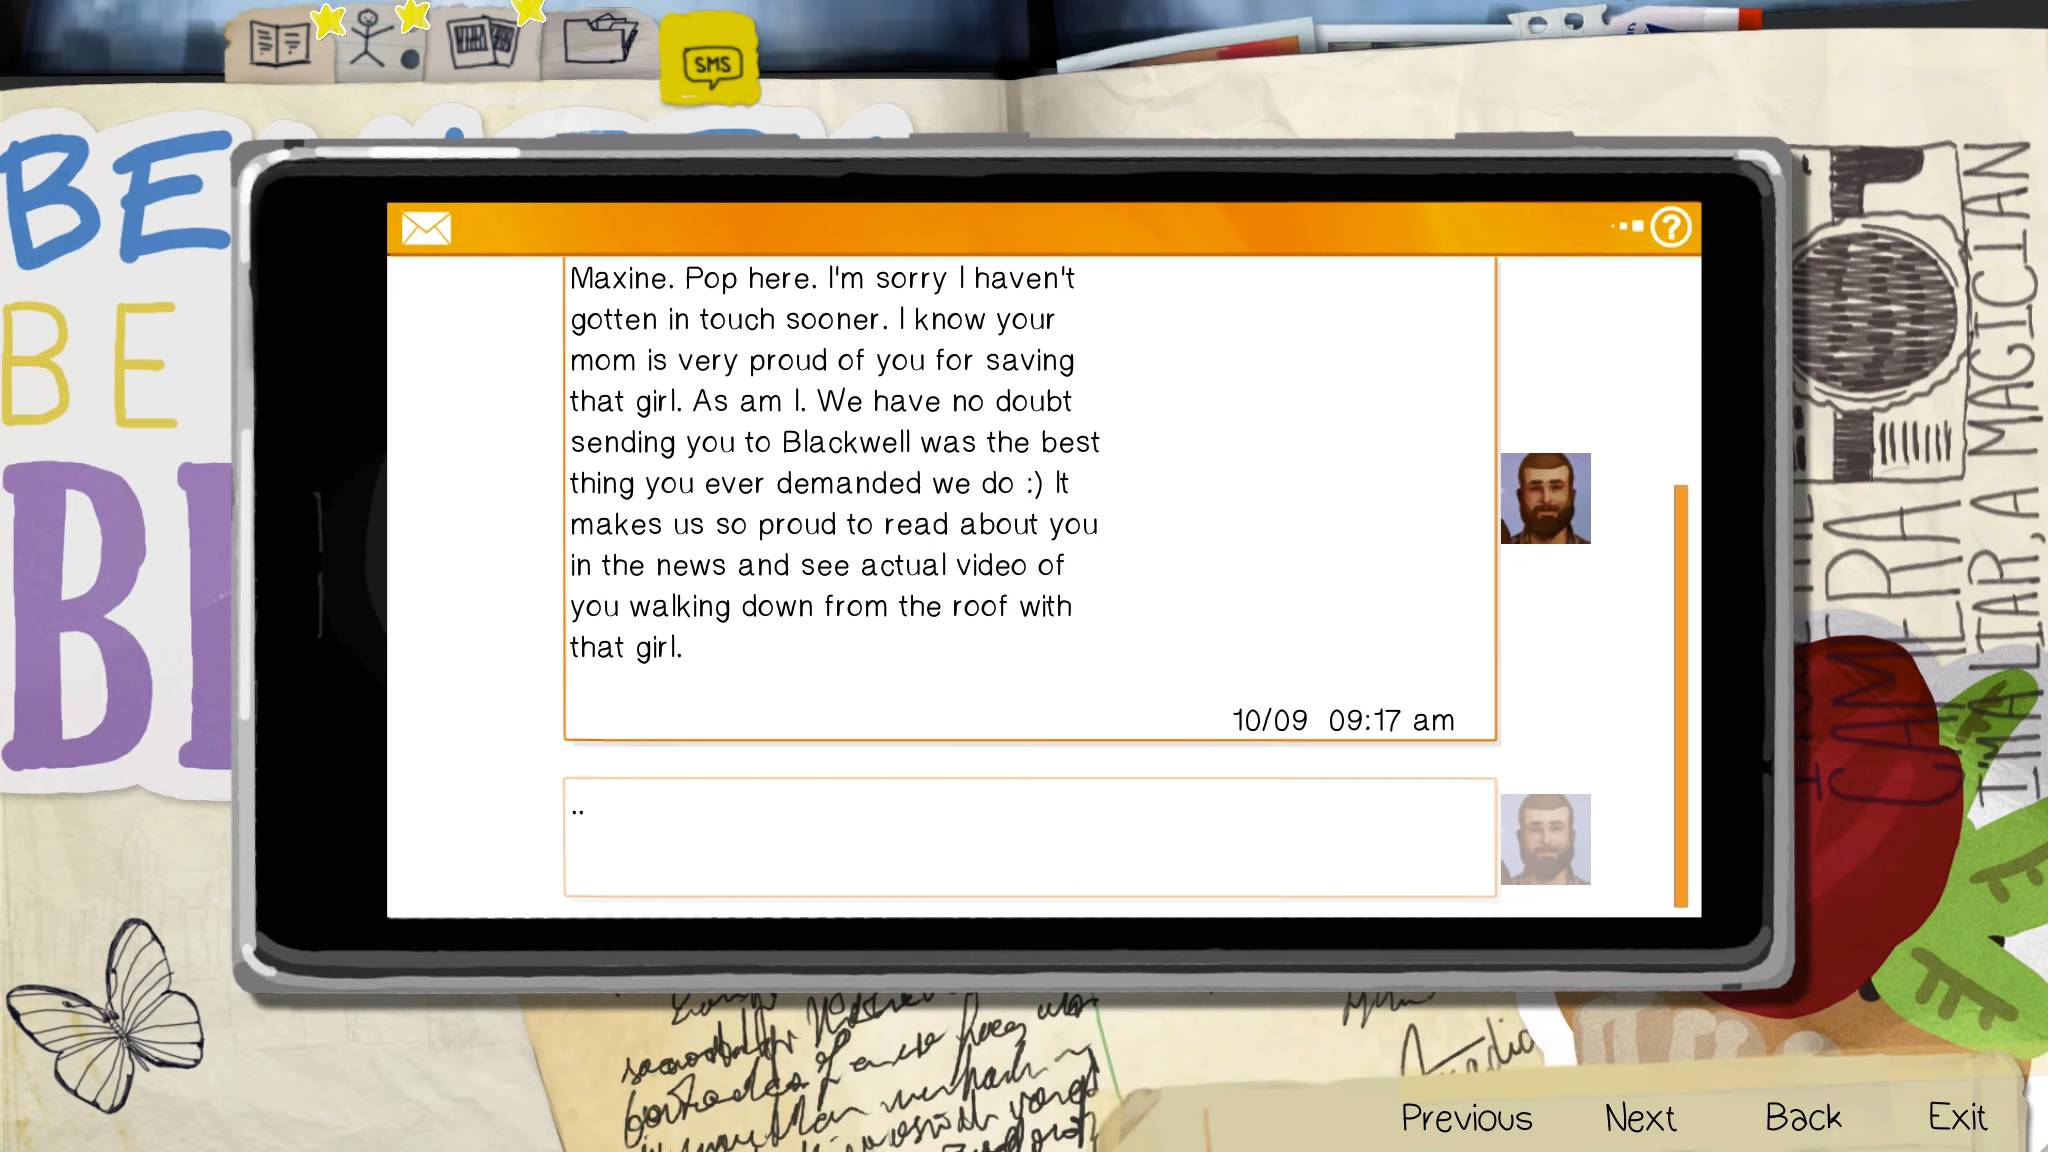 SMS
BE
BE
Maxine. Pop here. I'm sorry I haven't
gotten in touch sooner. I know your
mom is very proud of you for saving
that girl. As am I. We have no doubt
sending you to Blackwell was the best
thing you ever demanded we do :) It
makes us so proud to read about you
in the news and see actual video of
you walking down from the roof with
that girl.
10/09 09:17 am
..
CAMERA
I'M A LIAR, A MAGICIAN
Previous
Next
Back
Exit